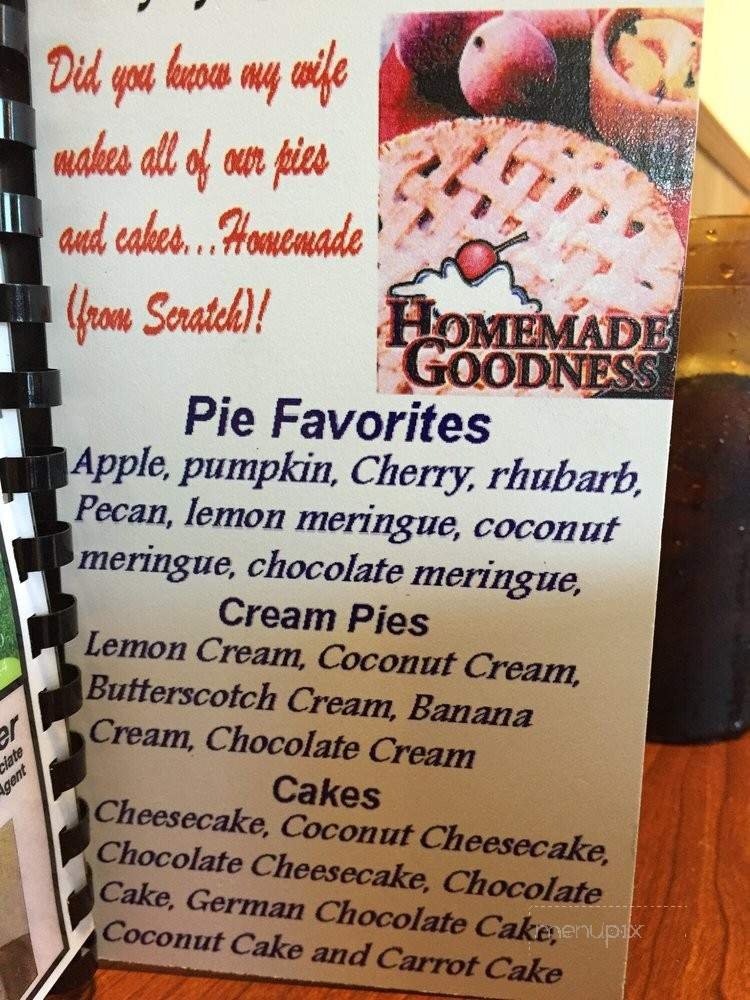 Did you know my wife
makes all of our pies
and cakes...Homemade
(from Scratch)!
HOMEMADE
GOODNESS
Pie Favorites
Apple, pumpkin, Cherry, rhubarb,
Pecan, lemon meringue, coconut
meringue, chocolate meringue,
Cream Pies
Lemon Cream, Coconut Cream,
Butterscotch Cream, Banana
Cream, Chocolate Cream
Cakes
Cheesecake, Coconut Cheesecake,
Chocolate Cheesecake, Chocolate
Cake, German Chocolate Cake,
Coconut Cake and Carrot Cake
er
ciate
Agent
menupix